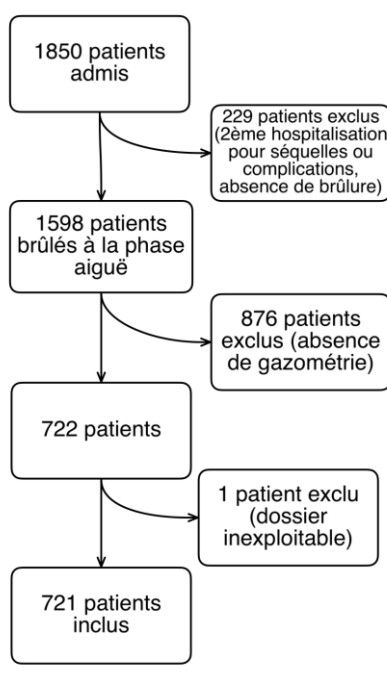 1850 patients
admis
229 patients exclus
(2ème hospitalisation
pour séquelles ou
complications,
absence de brûlure)
1598 patients
brûlés à la phase
aiguë
876 patients
exclus (absence
de gazométrie)
722 patients
1 patient exclu
(dossier
inexploitable)
721 patients
inclus